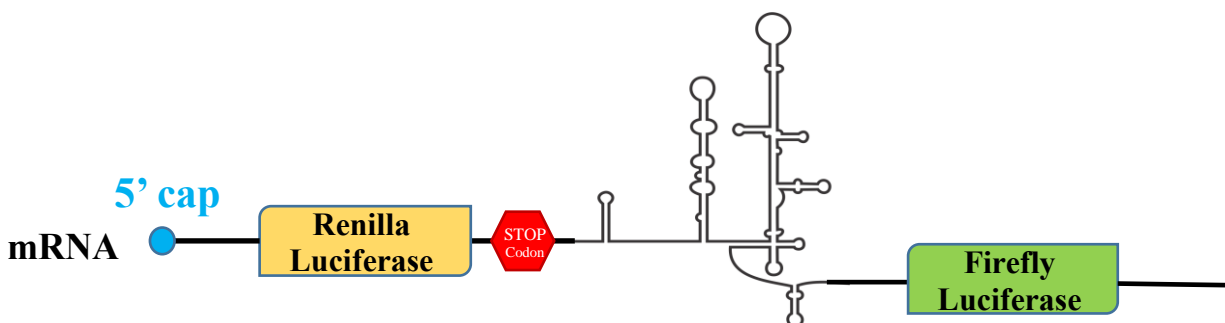 5’ cap
mRNA
Renilla
Luciferase
STOP
Codon
Firefly
Luciferase